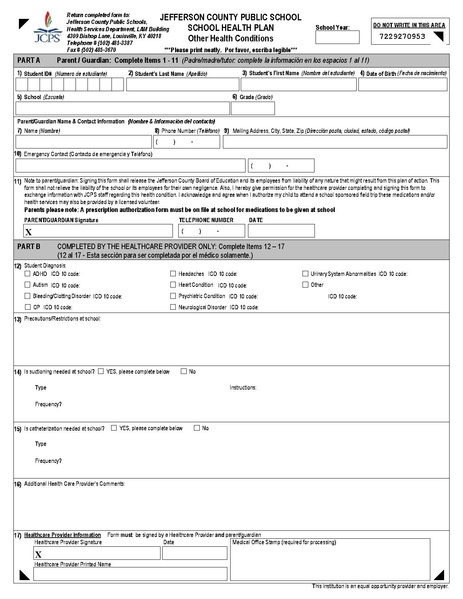 JCPS
Return completed form to:
Jefferson County Public Schools,
Health Services Department, LAM Building
4309 Bishop Lane, Louisville, KY 40218
Telephone # (502) 485-3387
Fax # (502) 485-3670
JEFFERSON COUNTY PUBLIC SCHOOL
SCHOOL HEALTH PLAN
Other Health Conditions
***Please print neatly. Por favor, escriba legible***
School Year:
DO NOT WRITE IN THIS AREA
7229270953
PART A Parent / Guardian: Complete Items 1 - 11 (Padre/madre/tutor: complete la información en los espacios 1 al 11)
1) Student ID# (Número de estudiante) 2) Student's Last Name (Apellido) 3) Student's First Name (Nombre del estudiante) 4) Date of Birth (Fecha de nacimiento)
5) School (Escuela) 6) Grade (Grado)
Parent/Guardian Name & Contact Information (Nombre & Información del contacto)
7) Name (Nombre) 8) Phone Number (Teléfono) 9) Mailing Address, City, State, Zip (Dirección postal, ciudad, estado, código postal)
( ) -
10) Emergency Contact (Contacto de emergencia y Teléfono)
( ) -
11) Note to parent/guardian: Signing this form shall release the Jefferson County Board of Education and its employees from liability of any nature that might result from this plan of action. This
form shall not relieve the liability of the school or its employees for their own negligence. Also, I hereby give permission for the healthcare provider completing and signing this form to
exchange information with JCPS staff regarding this health condition. I acknowledge and agree when I authorize my child to attend a school sponsored field trip these medications and/or
health services may also be provided by a licensed volunteer.
Parents please note: A prescription authorization form must be on file at school for medications to be given at school
PARENT/GUARDIAN Signature TELEPHONE NUMBER DATE
X ( ) -
PART B COMPLETED BY THE HEALTHCARE PROVIDER ONLY: Complete Items 12 – 17
(12 al 17 - Esta sección para ser completado por el médico solamente.)
12) Student Diagnosis
ADHD ICD 10 code: Headaches ICD 10 code: Urinary System Abnormalities ICD 10 code:
Autism ICD 10 code: Heart Condition ICD 10 code: Other
Bleeding/Clotting Disorder ICD 10 code: Psychiatric Condition ICD 10 code: ICD 10 code:
CP ICD 10 code: Neurological Disorder ICD 10 code:
13) Precautions/Restrictions at school:
14) Is suctioning needed at school? YES, please complete below No
Type Instructions:
Frequency?
15) Is catheterization needed at school? YES, please complete below No
Type
Frequency?
16) Additional Health Care Provider's Comments:
17) Healthcare Provider Information Form must be signed by a Healthcare Provider and parent/guardian
Healthcare Provider Signature Date Medical Office Stamp (required for processing)
X
Healthcare Provider Printed Name
This institution is an equal opportunity provider and employer.